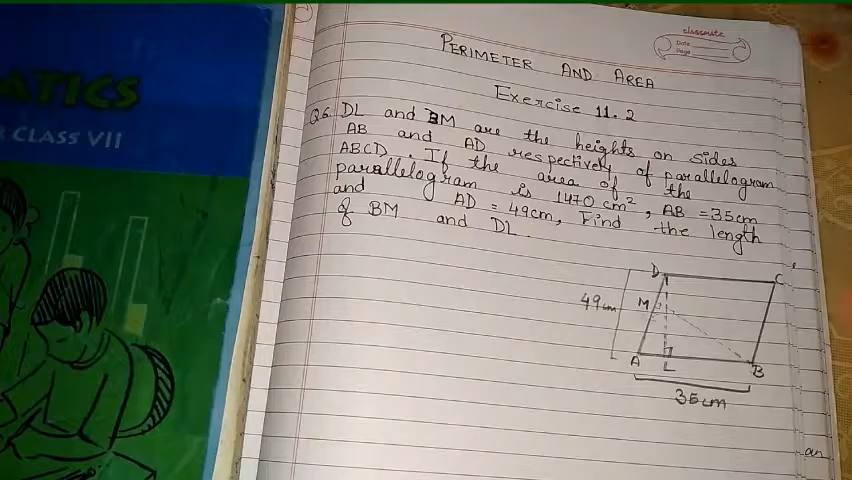 ATICS
CLASS VII
classmate
Date
Page
PERIMETER AND AREA
Exercise 11.2
Q6. DL and BM are the heights on sides
AB and AD respectively of parallelogram
ABCD. If the area of the
parallelogram is 1470 cm², AB = 35cm
and AD = 49cm, Find the length
of BM and DL.
D
C
M
49cm
A
L
B
35cm
an